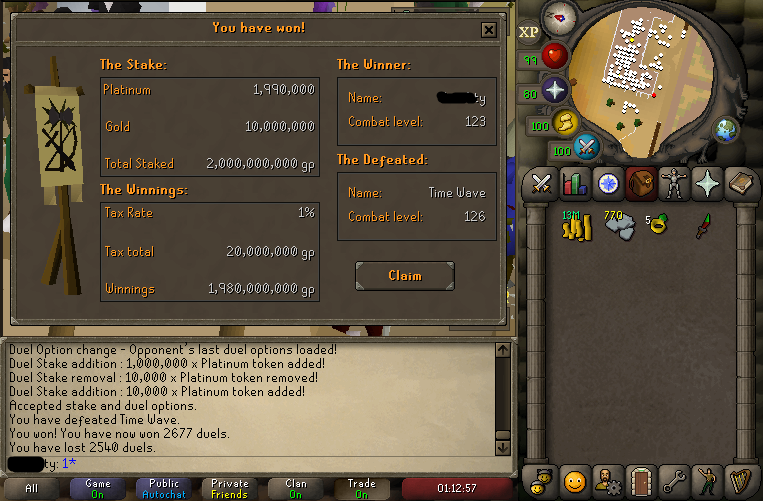 You have won!
The Stake:
Platinum 1,990,000
Gold 10,000,000
Total Staked 2,000,000,000 gp
The Winnings:
Tax Rate 1%
Tax total 20,000,000 gp
Winnings 1,980,000,000 gp
The Winner:
Name: ty
Combat level: 123
The Defeated:
Name: Time Wave
Combat level: 126
Claim
XP
99
80
100
100
13M 770 5
Duel Option change - Opponent's last duel options loaded!
Duel Stake addition : 1,000,000 x Platinum token added!
Duel Stake removal : 10,000 x Platinum token removed!
Duel Stake addition : 10,000 x Platinum token added!
Accepted stake and duel options.
You have defeated Time Wave.
You won! You have now won 2677 duels.
You have lost 2540 duels.
ty: 1*
All
Game
On
Public
Autochat
Private
Friends
Clan
On
Trade
On
01:12:57